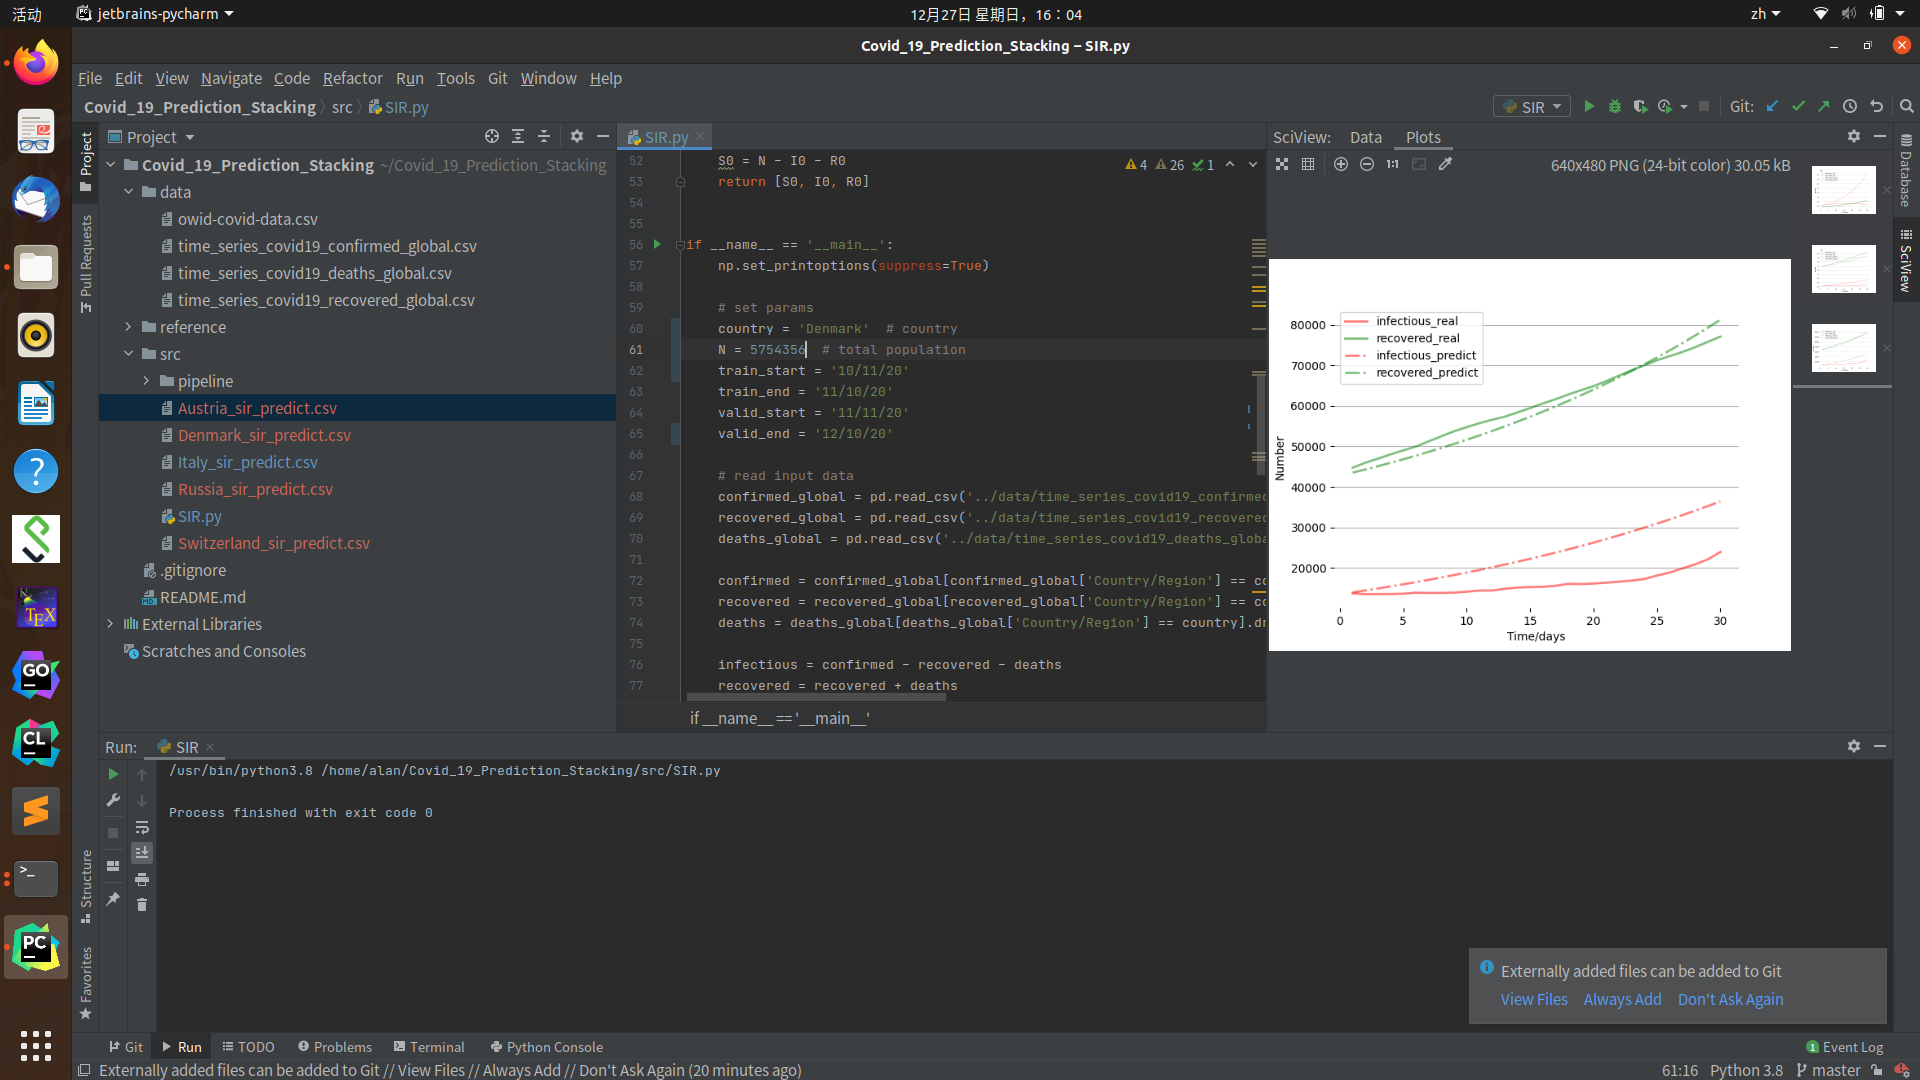 活动
jetbrains-pycharm
12月27日 星期日，16：04
zh
Covid_19_Prediction_Stacking – SIR.py
File Edit View Navigate Code Refactor Run Tools Git Window Help
Covid_19_Prediction_Stacking src SIR.py
SIR
Git:
Project
Pull Requests
Structure
Favorites
Project
Covid_19_Prediction_Stacking ~/Covid_19_Prediction_Stacking
data
owid-covid-data.csv
time_series_covid19_confirmed_global.csv
time_series_covid19_deaths_global.csv
time_series_covid19_recovered_global.csv
reference
src
pipeline
Austria_sir_predict.csv
Denmark_sir_predict.csv
Italy_sir_predict.csv
Russia_sir_predict.csv
SIR.py
Switzerland_sir_predict.csv
.gitignore
README.md
External Libraries
Scratches and Consoles
SIR.py
4 26 1
52 S0 = N - I0 - R0
53 return [S0, I0, R0]
54
55
56 if __name__ == '__main__':
57 np.set_printoptions(suppress=True)
58
59 # set params
60 country = 'Denmark' # country
61 N = 5754356 # total population
62 train_start = '10/11/20'
63 train_end = '11/10/20'
64 valid_start = '11/11/20'
65 valid_end = '12/10/20'
66
67 # read input data
68 confirmed_global = pd.read_csv('../data/time_series_covid19_confirmed
69 recovered_global = pd.read_csv('../data/time_series_covid19_recovered
70 deaths_global = pd.read_csv('../data/time_series_covid19_deaths_globa
71
72 confirmed = confirmed_global[confirmed_global['Country/Region'] == co
73 recovered = recovered_global[recovered_global['Country/Region'] == co
74 deaths = deaths_global[deaths_global['Country/Region'] == country].dr
75
76 infectious = confirmed - recovered - deaths
77 recovered = recovered + deaths
if __name__ == '__main__'
SciView: Data Plots
1:1
640x480 PNG (24-bit color) 30.05 kB
infectious_real
recovered_real
infectious_predict
recovered_predict
80000
70000
60000
50000
40000
30000
20000
Number
0 5 10 15 20 25 30
Time/days
Database
SciView
Run: SIR
/usr/bin/python3.8 /home/alan/Covid_19_Prediction_Stacking/src/SIR.py
Process finished with exit code 0
Externally added files can be added to Git
View Files Always Add Don't Ask Again
Git Run TODO Problems Terminal Python Console
1 Event Log
Externally added files can be added to Git // View Files // Always Add // Don't Ask Again (20 minutes ago)
61:16 Python 3.8 master
TEX
GO
CL
PC